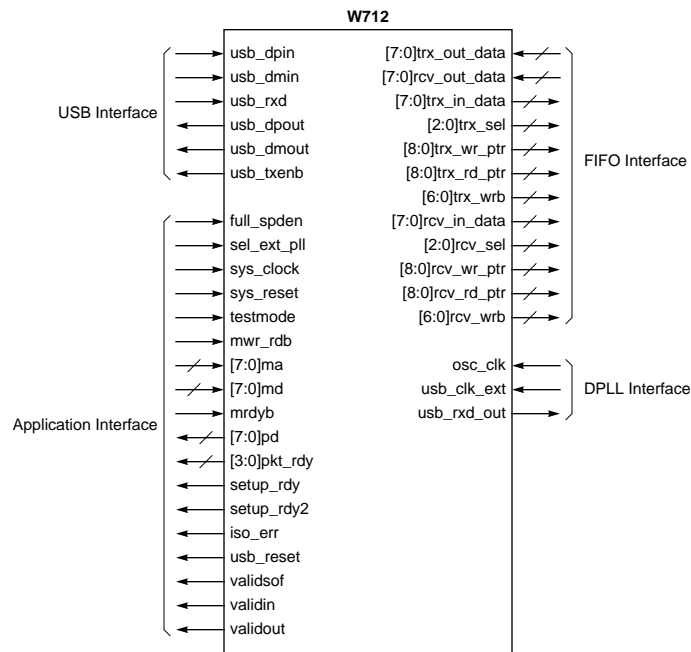 W712
USB Interface
usb_dpin
usb_dmin
usb_rxd
usb_dpout
usb_dmout
usb_txenb
Application Interface
full_spden
sel_ext_pll
sys_clock
sys_reset
testmode
mwr_rdb
[7:0]ma
[7:0]md
mrdyb
[7:0]pd
[3:0]pkt_rdy
setup_rdy
setup_rdy2
iso_err
usb_reset
validsof
validin
validout
[7:0]trx_out_data
[7:0]rcv_out_data
[7:0]trx_in_data
[2:0]trx_sel
[8:0]trx_wr_ptr
[8:0]trx_rd_ptr
[6:0]trx_wrb
[7:0]rcv_in_data
[2:0]rcv_sel
[8:0]rcv_wr_ptr
[8:0]rcv_rd_ptr
[6:0]rcv_wrb
FIFO Interface
osc_clk
usb_clk_ext
usb_rxd_out
DPLL Interface